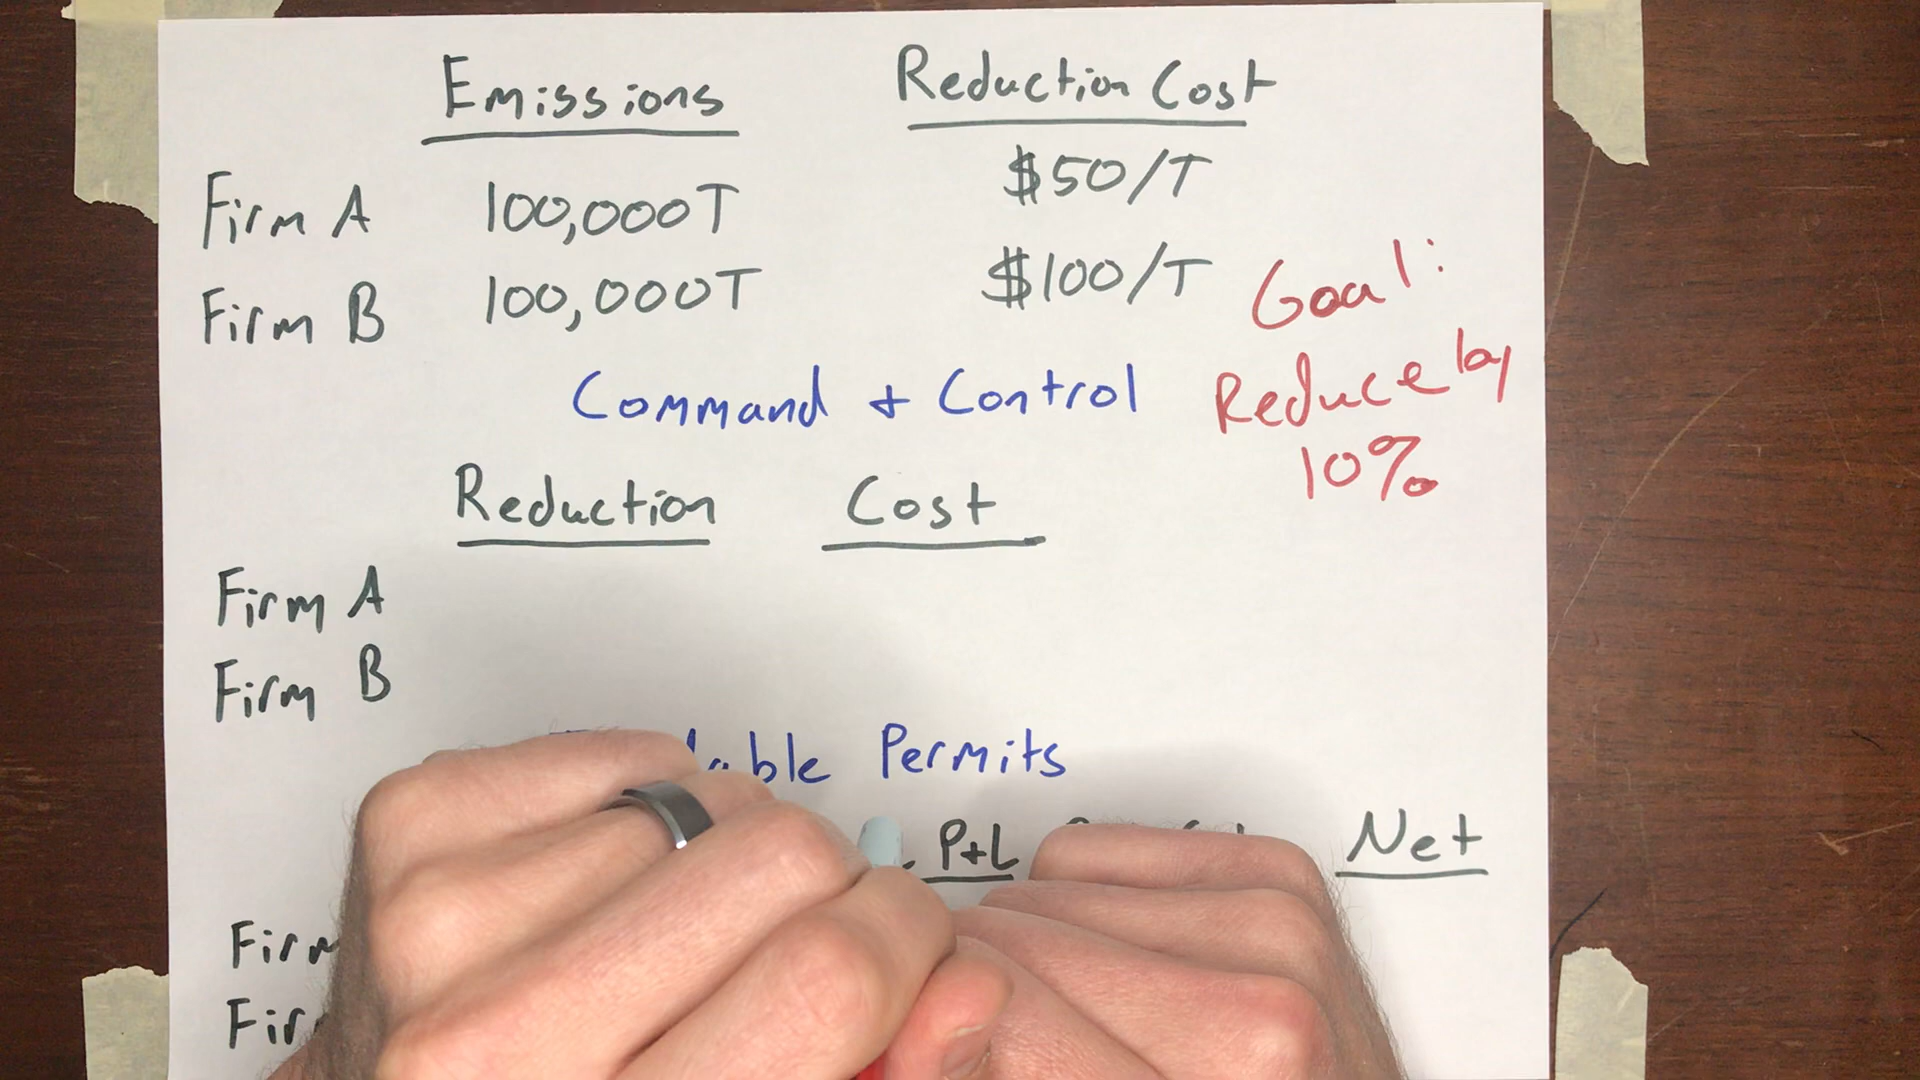 Emissions Reduction Cost
Firm A 100,000T $50/T
Firm B 100,000T $100/T
Goal:
Reduce by
10%
Command + Control
Reduction Cost
Firm A
Firm B
Permits
P+L Net